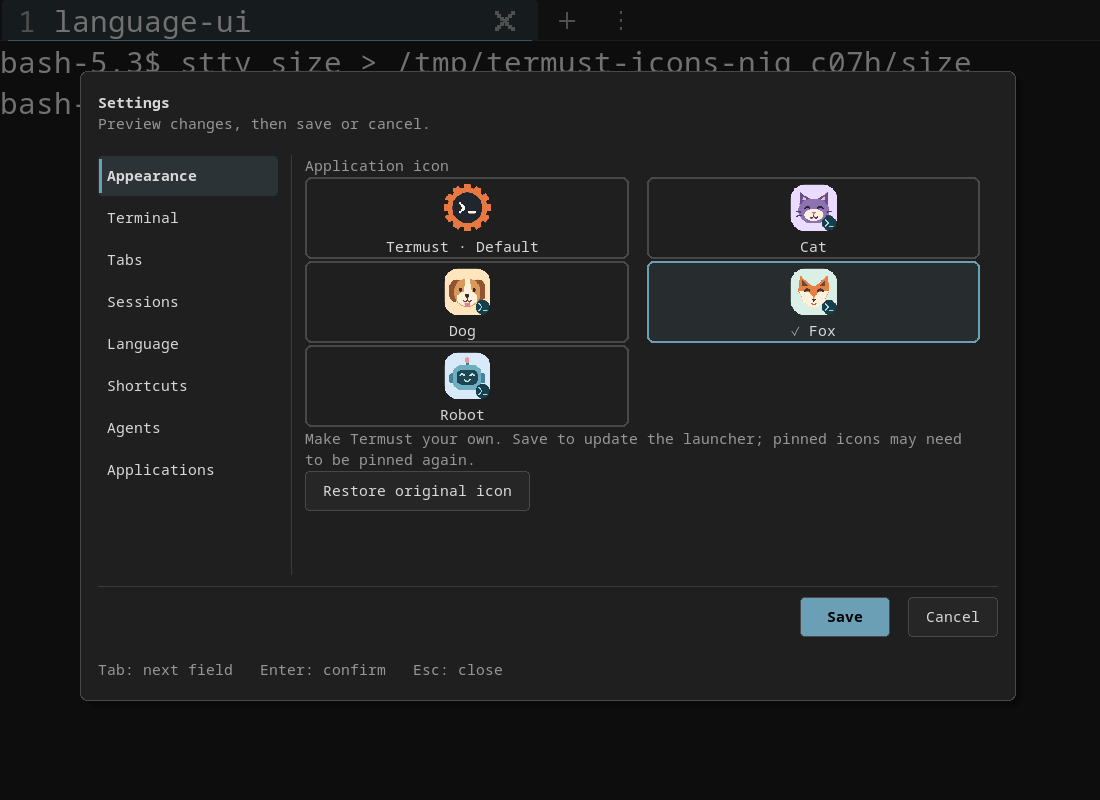 1 language-ui
bash-5.3$ stty size > /tmp/termust-icons-niq_c07h/size
bash-
Settings
Preview changes, then save or cancel.
Appearance
Terminal
Tabs
Sessions
Language
Shortcuts
Agents
Applications
Application icon
Termust · Default
Cat
Dog
✓ Fox
Robot
Make Termust your own. Save to update the launcher; pinned icons may need
to be pinned again.
Restore original icon
Save
Cancel
Tab: next field Enter: confirm Esc: close